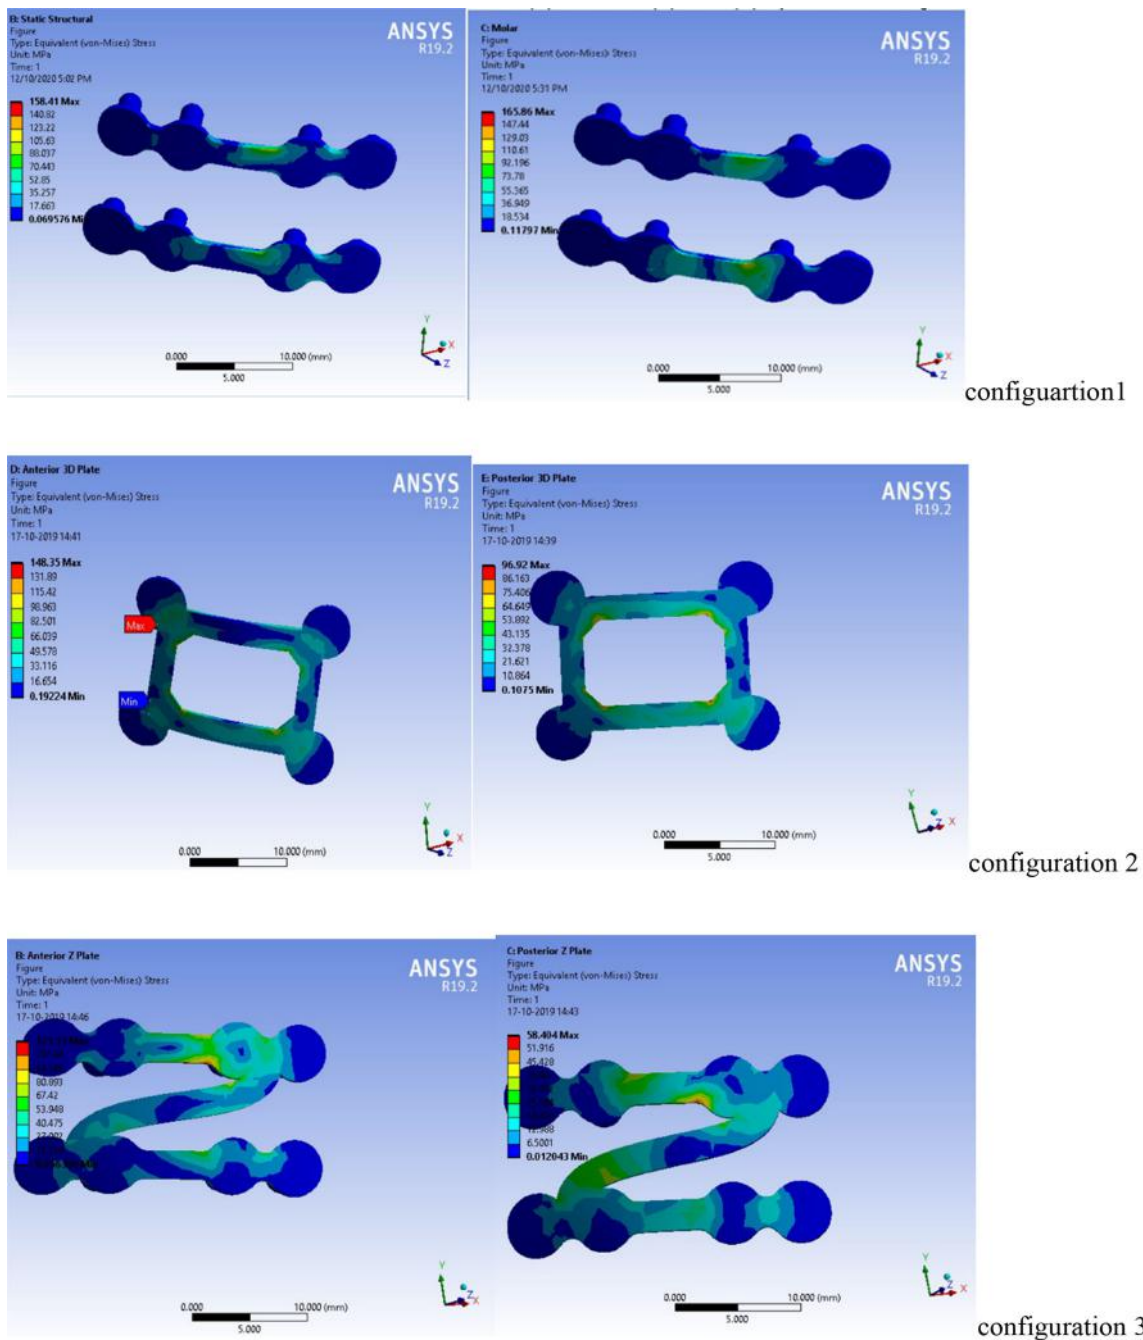 B: Static Structural
Figure
Type: Equivalent (von-Mises) Stress
Unit: MPa
Time: 1
12/10/2020 5:02 PM
ANSYS
R19.2
158.41 Max
140.82
123.22
105.63
88.037
70.443
52.85
35.257
17.663
0.069576 Mi
Y
X
Z
0.000
10.000 (mm)
5.000
C: Molar
Figure
Type: Equivalent (von-Mises) Stress
Unit: MPa
Time: 1
12/10/2020 5:31 PM
ANSYS
R19.2
165.86 Max
147.44
129.03
110.61
92.196
73.78
55.365
36.949
18.534
0.11797 Min
Y
X
Z
0.000
10.000 (mm)
5.000
configuartion1
D: Anterior 3D Plate
Figure
Type: Equivalent (von-Mises) Stress
Unit: MPa
Time: 1
17-10-2019 14:41
ANSYS
R19.2
148.35 Max
131.89
115.42
98.963
82.501
66.039
49.578
33.116
16.654
0.19224 Min
Max
Min
Y
X
Z
0.000
10.000 (mm)
5.000
E: Posterior 3D Plate
Figure
Type: Equivalent (von-Mises) Stress
Unit: MPa
Time: 1
17-10-2019 14:39
ANSYS
R19.2
96.92 Max
86.163
75.406
64.649
53.892
43.135
32.378
21.621
10.864
0.1075 Min
Y
Z
X
0.000
10.000 (mm)
5.000
configuration 2
B: Anterior Z Plate
Figure
Type: Equivalent (von-Mises) Stress
Unit: MPa
Time: 1
17-10-2019 14:46
ANSYS
R19.2
80.893
67.42
53.948
40.475
27.002
Y
Z
X
0.000
10.000 (mm)
5.000
C: Posterior Z Plate
Figure
Type: Equivalent (von-Mises) Stress
Unit: MPa
Time: 1
17-10-2019 14:43
ANSYS
R19.2
58.404 Max
51.916
45.428
12.988
6.5001
0.012043 Min
Y
Z
X
0.000
10.000 (mm)
5.000
configuration 3